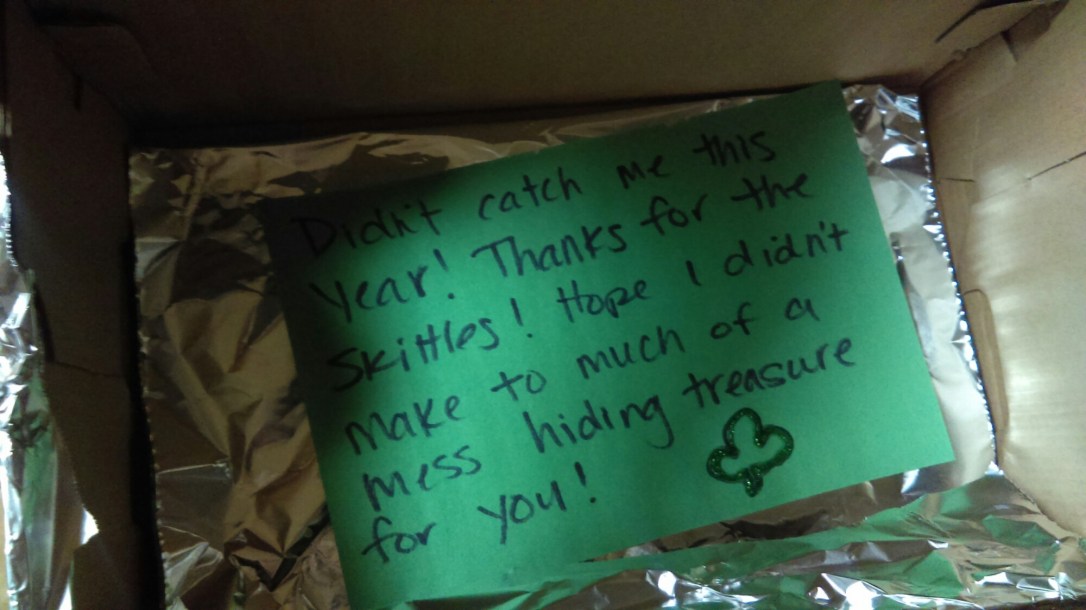 Didn't catch me this
year! Thanks for the
Skittles! Hope I didn't
make to much of a
mess hiding treasure
for you!